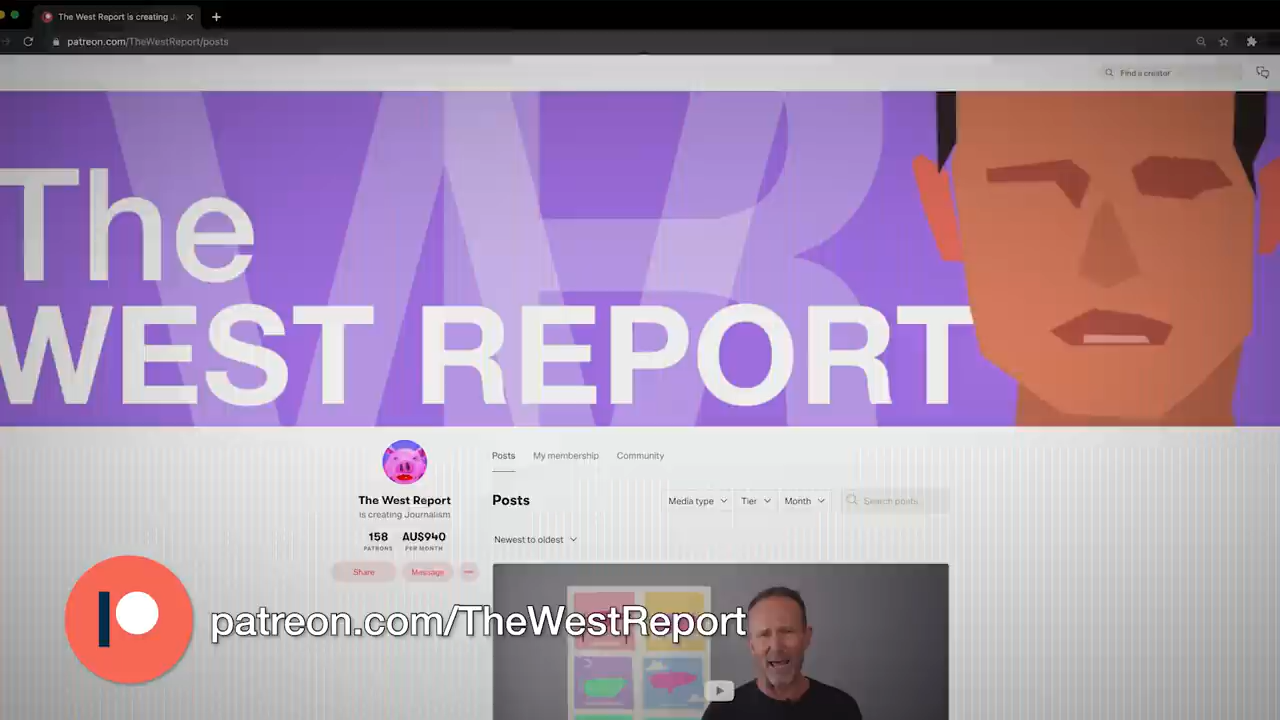 The West Report is creating Jo
patreon.com/TheWestReport/posts
Find a creator
The
WEST REPORT
Posts
My membership
Community
The West Report
is creating Journalism
158
AU$940
PATRONS
PER MONTH
Share
Message
Posts
Media type
Tier
Month
Search posts
Newest to oldest
patreon.com/TheWestReport